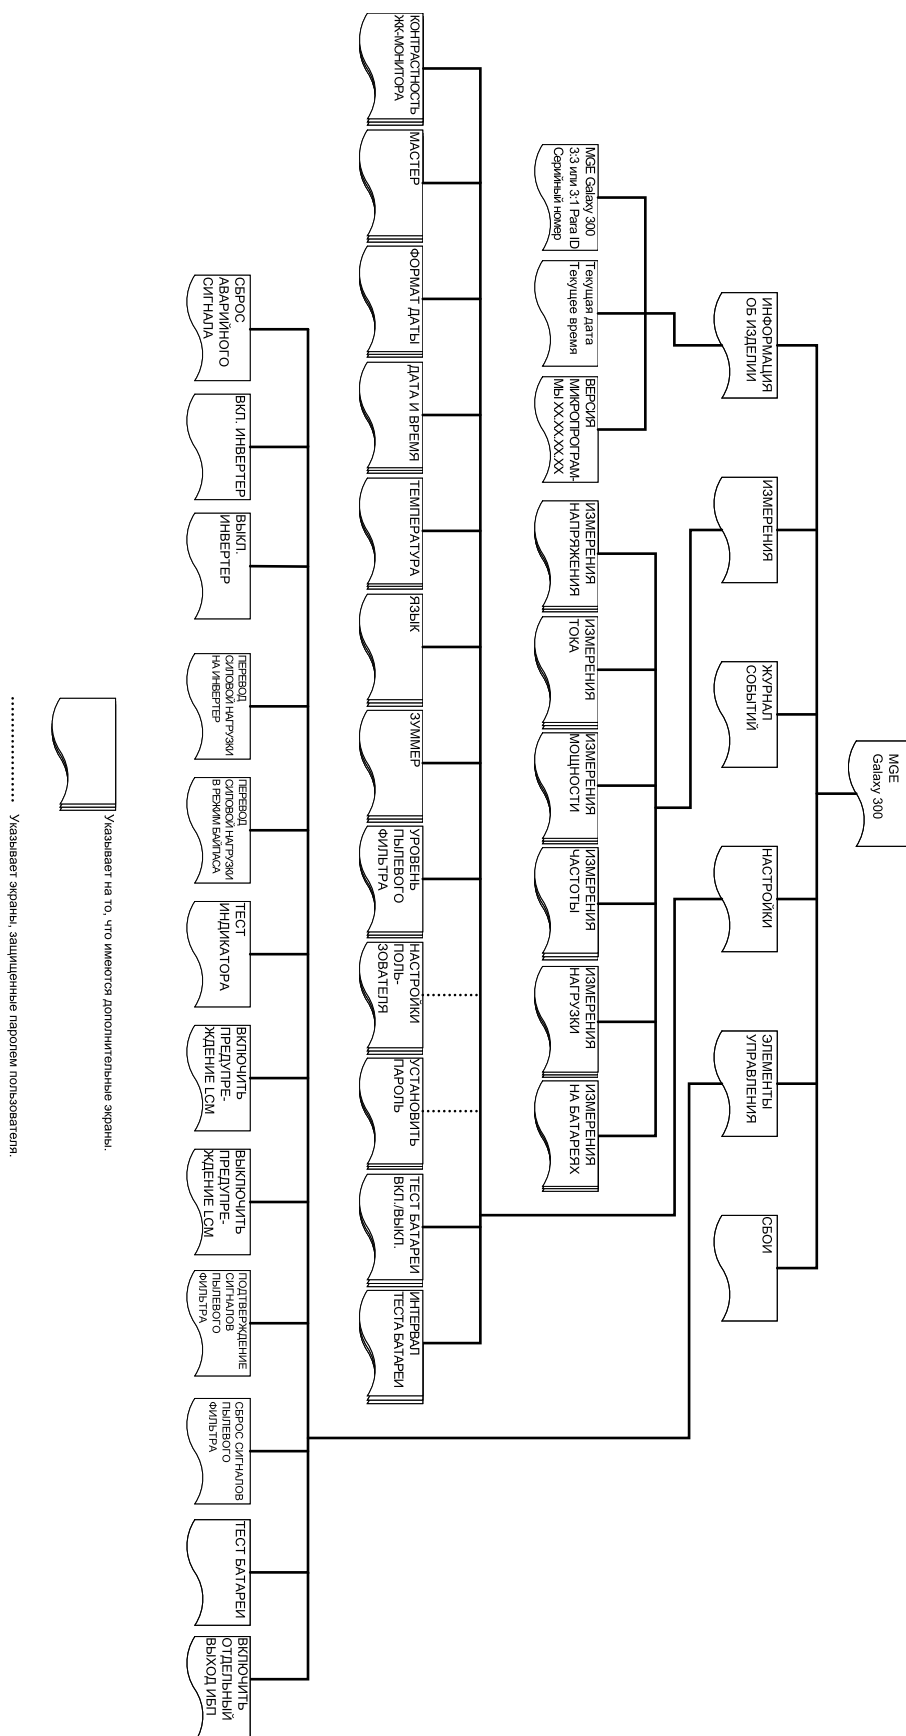 MGE
Galaxy 300
ИНФОРМАЦИЯ
ОБ ИЗДЕЛИИ
ИЗМЕРЕНИЯ
ЖУРНАЛ
СОБЫТИЙ
НАСТРОЙКИ
ЭЛЕМЕНТЫ
УПРАВЛЕНИЯ
СБОИ
MGE Galaxy 300
3:3 или 3:1 Para ID
Серийный номер
Текущая дата
Текущее время
ВЕРСИЯ
МИКРОПРОГРАМ-
МЫ XX.XX.XX.XX
ИЗМЕРЕНИЯ
НАПРЯЖЕНИЯ
ИЗМЕРЕНИЯ
ТОКА
ИЗМЕРЕНИЯ
МОЩНОСТИ
ИЗМЕРЕНИЯ
ЧАСТОТЫ
ИЗМЕРЕНИЯ
НАГРУЗКИ
ИЗМЕРЕНИЯ
НА БАТАРЕЯХ
КОНТРАСТНОСТЬ
ЖК-МОНИТОРА
МАСТЕР
ФОРМАТ ДАТЫ
ДАТА И ВРЕМЯ
ТЕМПЕРАТУРА
ЯЗЫК
ЗУММЕР
УРОВЕНЬ
ПЫЛЕВОГО
ФИЛЬТРА
НАСТРОЙКИ
ПОЛЬ-
ЗОВАТЕЛЯ
УСТАНОВИТЬ
ПАРОЛЬ
ТЕСТ БАТАРЕИ
ВКЛ./ВЫКЛ.
ИНТЕРВАЛ
ТЕСТА БАТАРЕИ
СБРОС
АВАРИЙНОГО
СИГНАЛА
ВКЛ. ИНВЕРТЕР
ВЫКЛ.
ИНВЕРТЕР
ПЕРЕВОД
СИЛОВОЙ НАГРУЗКИ
НА ИНВЕРТЕР
ПЕРЕВОД
СИЛОВОЙ НАГРУЗКИ
В РЕЖИМ БАЙПАСА
ТЕСТ
ИНДИКАТОРА
ВКЛЮЧИТЬ
ПРЕДУПРЕ-
ЖДЕНИЕ LCM
ВЫКЛЮЧИТЬ
ПРЕДУПРЕ-
ЖДЕНИЕ LCM
ПОДТВЕРЖДЕНИЕ
СИГНАЛОВ
ПЫЛЕВОГО
ФИЛЬТРА
СБРОС СИГНАЛОВ
ПЫЛЕВОГО
ФИЛЬТРА
ТЕСТ БАТАРЕИ
ВКЛЮЧИТЬ
ОТДЕЛЬНЫЙ
ВЫХОД ИБП
Указывает на то, что имеются дополнительные экраны.
Указывает экраны, защищенные паролем пользователя.